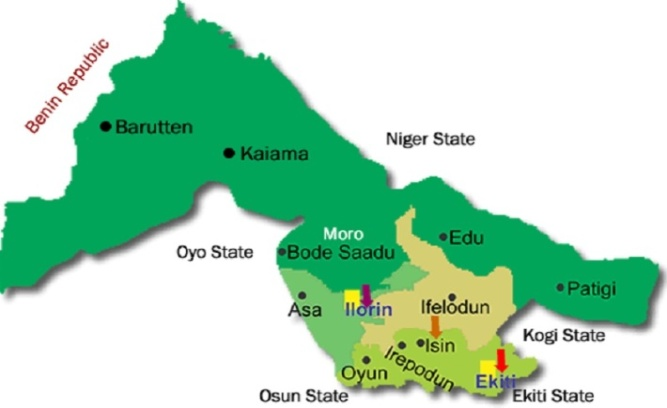 Benin Republic
Barutten
Kaiama
Niger State
Moro
Oyo State
Bode Saadu
Edu
Patigi
Asa
Ilorin
Ifelodun
Kogi State
Isin
Irepodun
Oyun
Ekiti
Osun State
Ekiti State